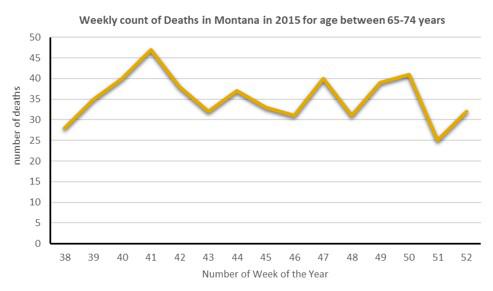 Weekly count of Deaths in Montana in 2015 for age between 65-74 years
number of deaths
50
45
40
35
30
25
20
15
10
5
0
38 39 40 41 42 43 44 45 46 47 48 49 50 51 52
Number of Week of the Year